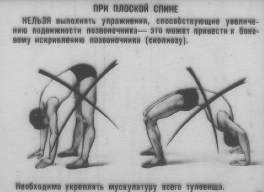 ПРИ ПЛОСКОЙ СПИНЕ
НЕЛЬЗЯ выполнять упражнения, способствующие увеличе-
нию подвижности позвоночника — это может привести к боко-
вому искривлению позвоночника (сколиозу).
Необходимо укреплять мускулатуру всего туловища.